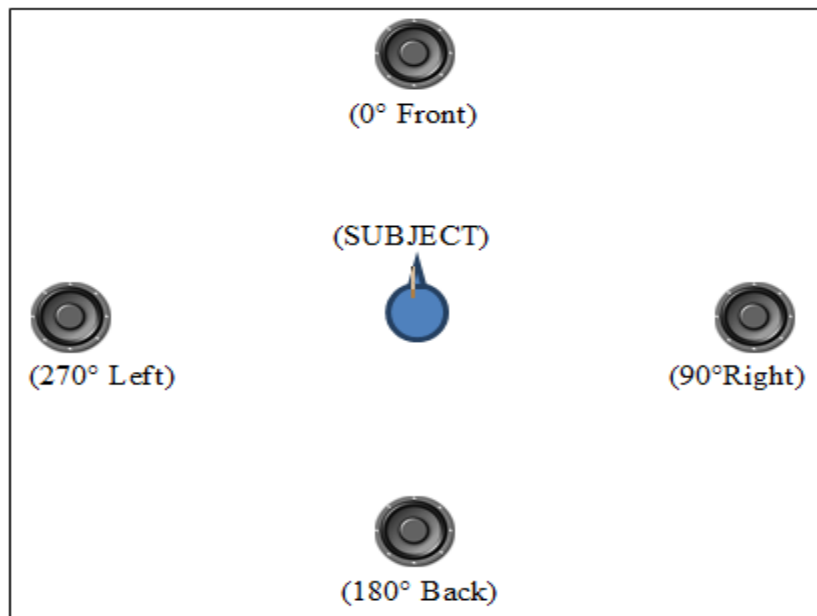 (0° Front)
(SUBJECT)
(270° Left)
(90°Right)
(180° Back)